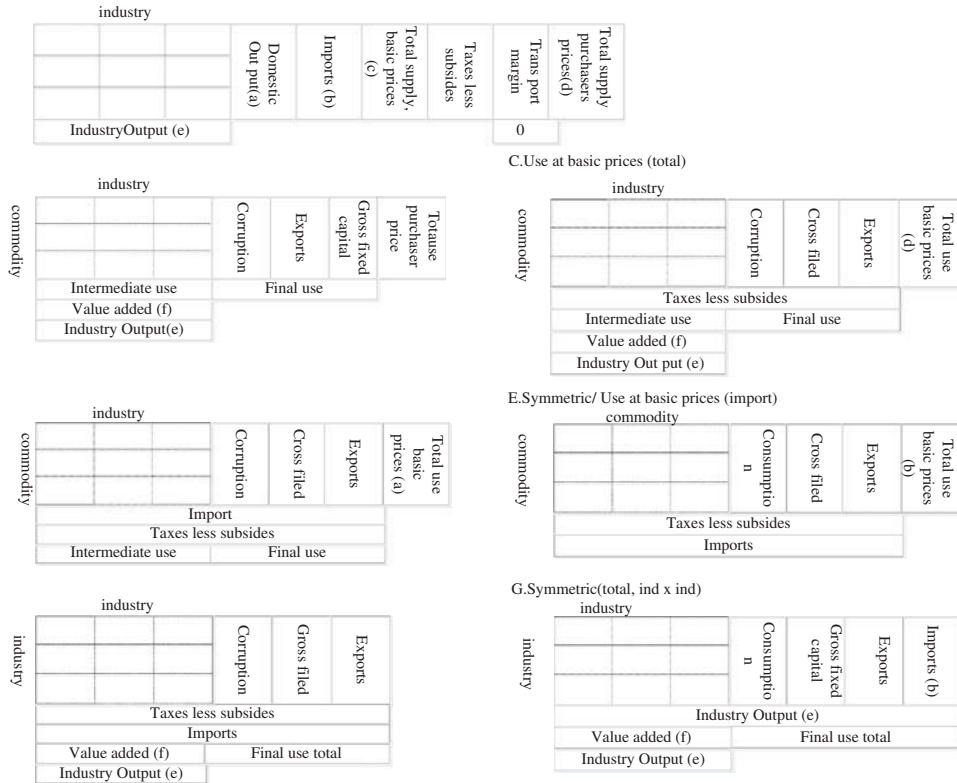 industry
Domestic
Out put(a)
Imports (b)
Total supply,
basic prices
(c)
Taxes less
subsides
Trans port
margin
Total supply
purchasers
prices(d)
IndustryOutput (e)
0
industry
commodity
Corruption
Exports
Gross fixed
capital
Totause
purchaser
price
Intermediate use
Final use
Value added (f)
Industry Output(e)
C.Use at basic prices (total)
industry
commodity
Corruption
Cross filed
Exports
Total use
basic prices
(d)
Taxes less subsides
Intermediate use
Final use
Value added (f)
Industry Out put (e)
industry
commodity
Corruption
Cross filed
Exports
Total use
basic
prices (a)
Import
Taxes less subsides
Intermediate use
Final use
E.Symmetric/ Use at basic prices (import)
commodity
commodity
Consumptio
n
Cross filed
Exports
Total use
basic prices
(b)
Taxes less subsides
Imports
industry
industry
Corruption
Gross filed
Exports
Taxes less subsides
Imports
Value added (f)
Final use total
Industry Output (e)
G.Symmetric(total, ind x ind)
industry
industry
Consumptio
n
Gross fixed
capital
Exports
Imports (b)
Industry Output (e)
Value added (f)
Final use total
Industry Output (e)